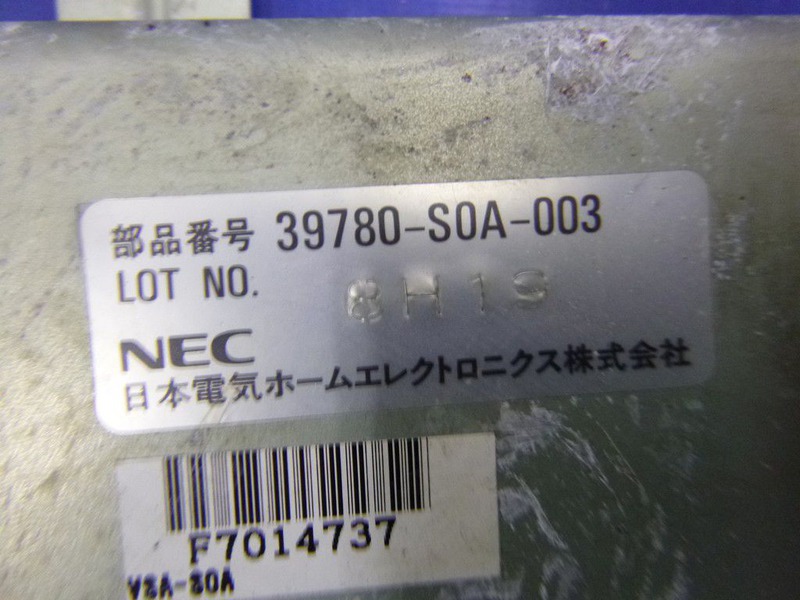 部品番号 39780-S0A-003
LOT NO. 8H1S
NEC
日本電気ホームエレクトロニクス株式会社
F7014737